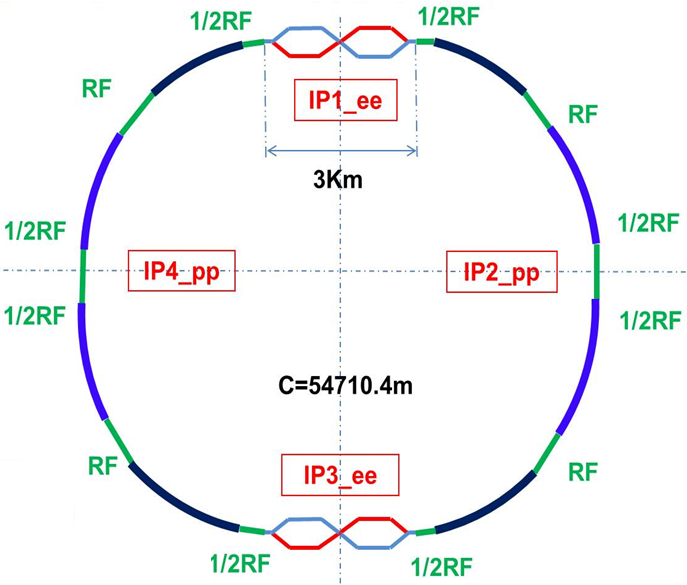 1/2RF
1/2RF
RF
IP1_ee
RF
3Km
1/2RF
1/2RF
IP4_pp
IP2_pp
1/2RF
1/2RF
C=54710.4m
RF
IP3_ee
RF
1/2RF
1/2RF